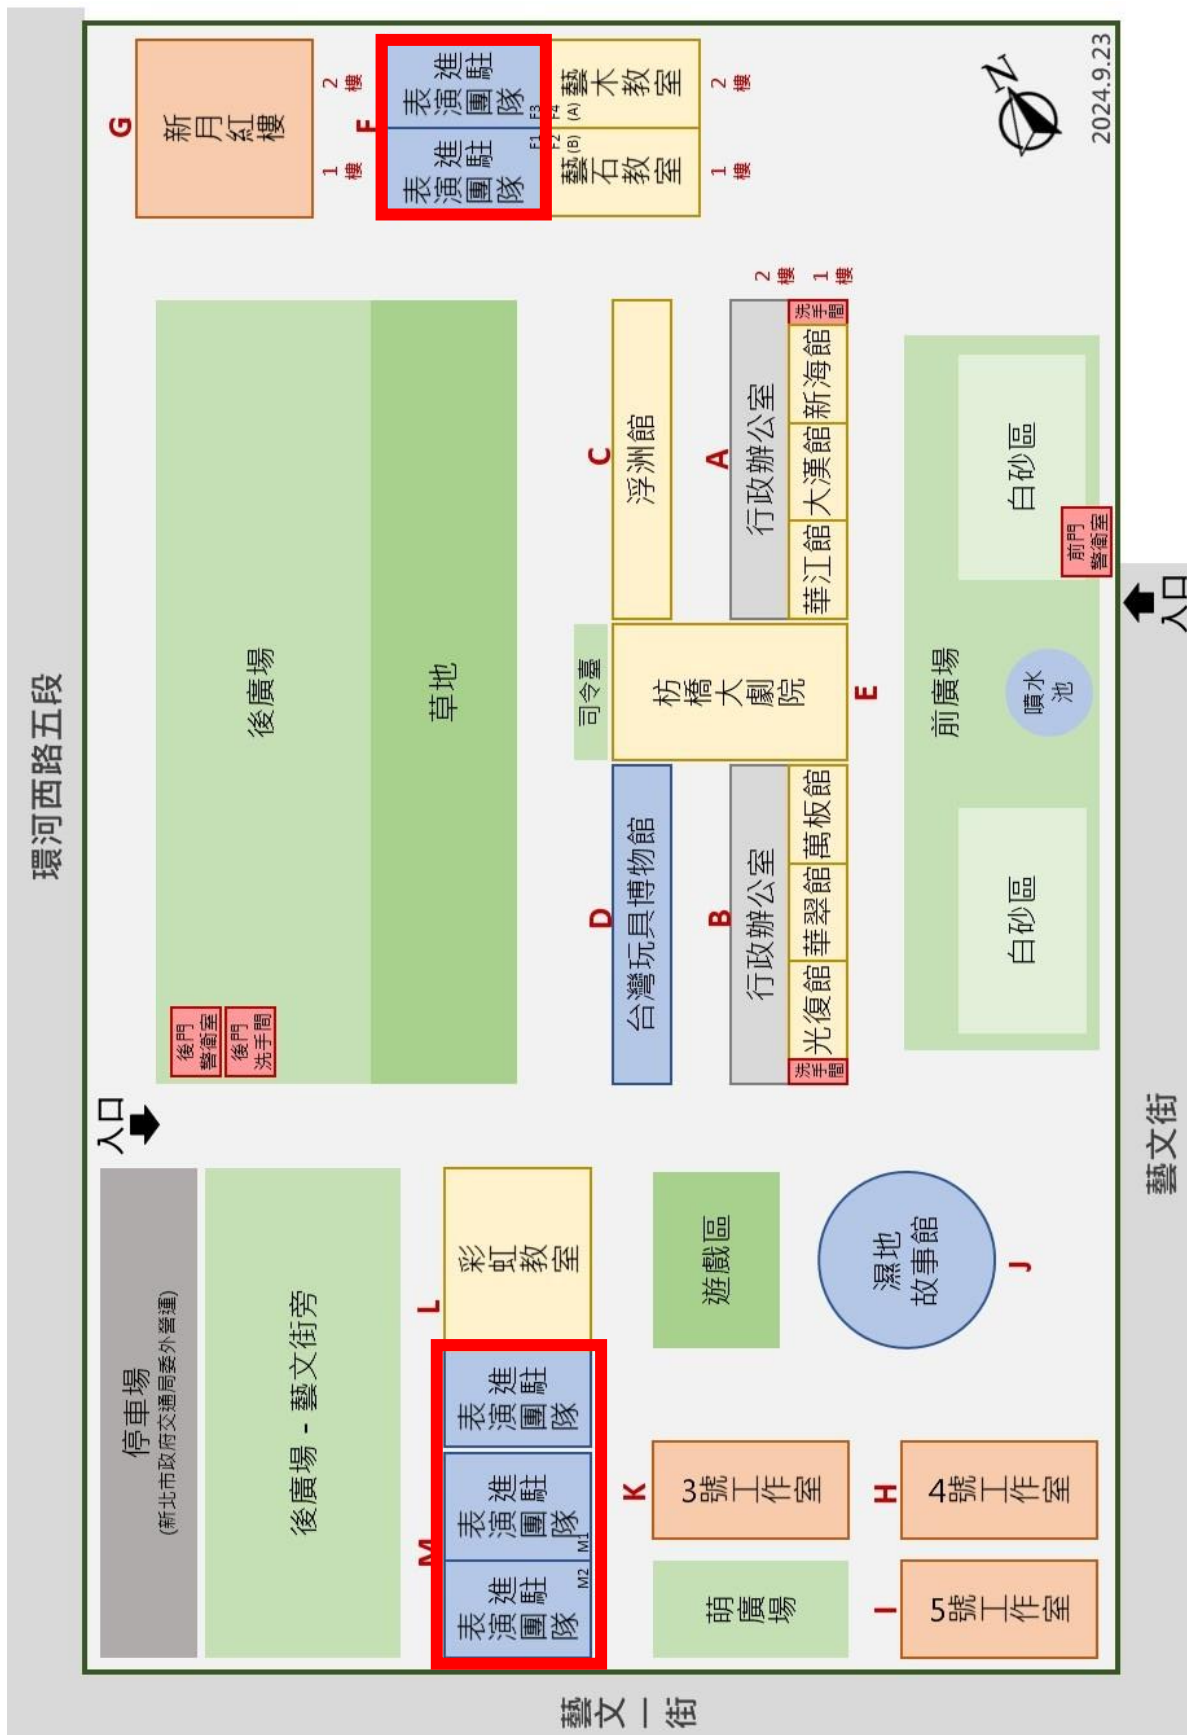 環河西路五段
停車場
(新北市政府交通局委外營運)
入口
後門
警衛室
後門
洗手間
後廣場
G
新月紅樓
2樓
1樓
後廣場 - 藝文街旁
草地
F
表演團隊
進駐
表演團隊
進駐
F1
F3
F2
F4
(B)
(A)
藝木教室
2樓
藝石教室
1樓
M
表演團隊
進駐
M2
表演團隊
進駐
M1
表演團隊
進駐
L
彩虹教室
D
台灣玩具博物館
司令臺
枋橋大劇院
E
C
浮洲館
B
行政辦公室
洗手間
光復館
華翠館
萬板館
A
行政辦公室
2樓
1樓
華江館
大漢館
新海館
洗手間
遊戲區
K
3號工作室
萌廣場
濕地
故事館
J
H
4號工作室
I
5號工作室
前廣場
白砂區
噴水池
白砂區
前門
警衛室
入口
N
2024.9.23
藝文一街
藝文街